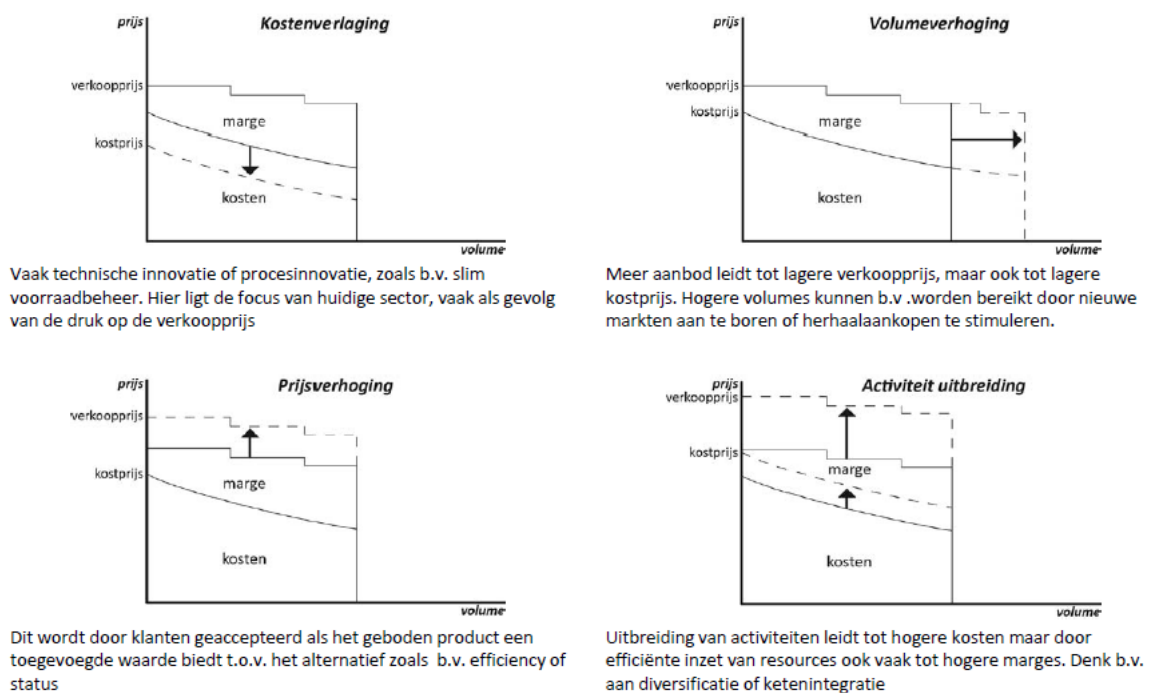 Kostenverlaging
prijs
verkoopprijs
marge
kostprijs
kosten
volume
Vaak technische innovatie of procesinnovatie, zoals b.v. slim
voorraadbeheer. Hier ligt de focus van huidige sector, vaak als gevolg
van de druk op de verkoopprijs
Volumeverhoging
prijs
verkoopprijs
kostprijs
marge
kosten
volume
Meer aanbod leidt tot lagere verkoopprijs, maar ook tot lagere
kostprijs. Hogere volumes kunnen b.v .worden bereikt door nieuwe
markten aan te boren of herhaalaankopen te stimuleren.
Prijsverhoging
prijs
verkoopprijs
kostprijs
marge
kosten
volume
Dit wordt door klanten geaccepteerd als het geboden product een
toegevoegde waarde biedt t.o.v. het alternatief zoals  b.v. efficiency of
status
Activiteit uitbreiding
prijs
verkoopprijs
kostprijs
marge
kosten
volume
Uitbreiding van activiteiten leidt tot hogere kosten maar door
efficiënte inzet van resources ook vaak tot hogere marges. Denk b.v.
aan diversificatie of ketenintegratie